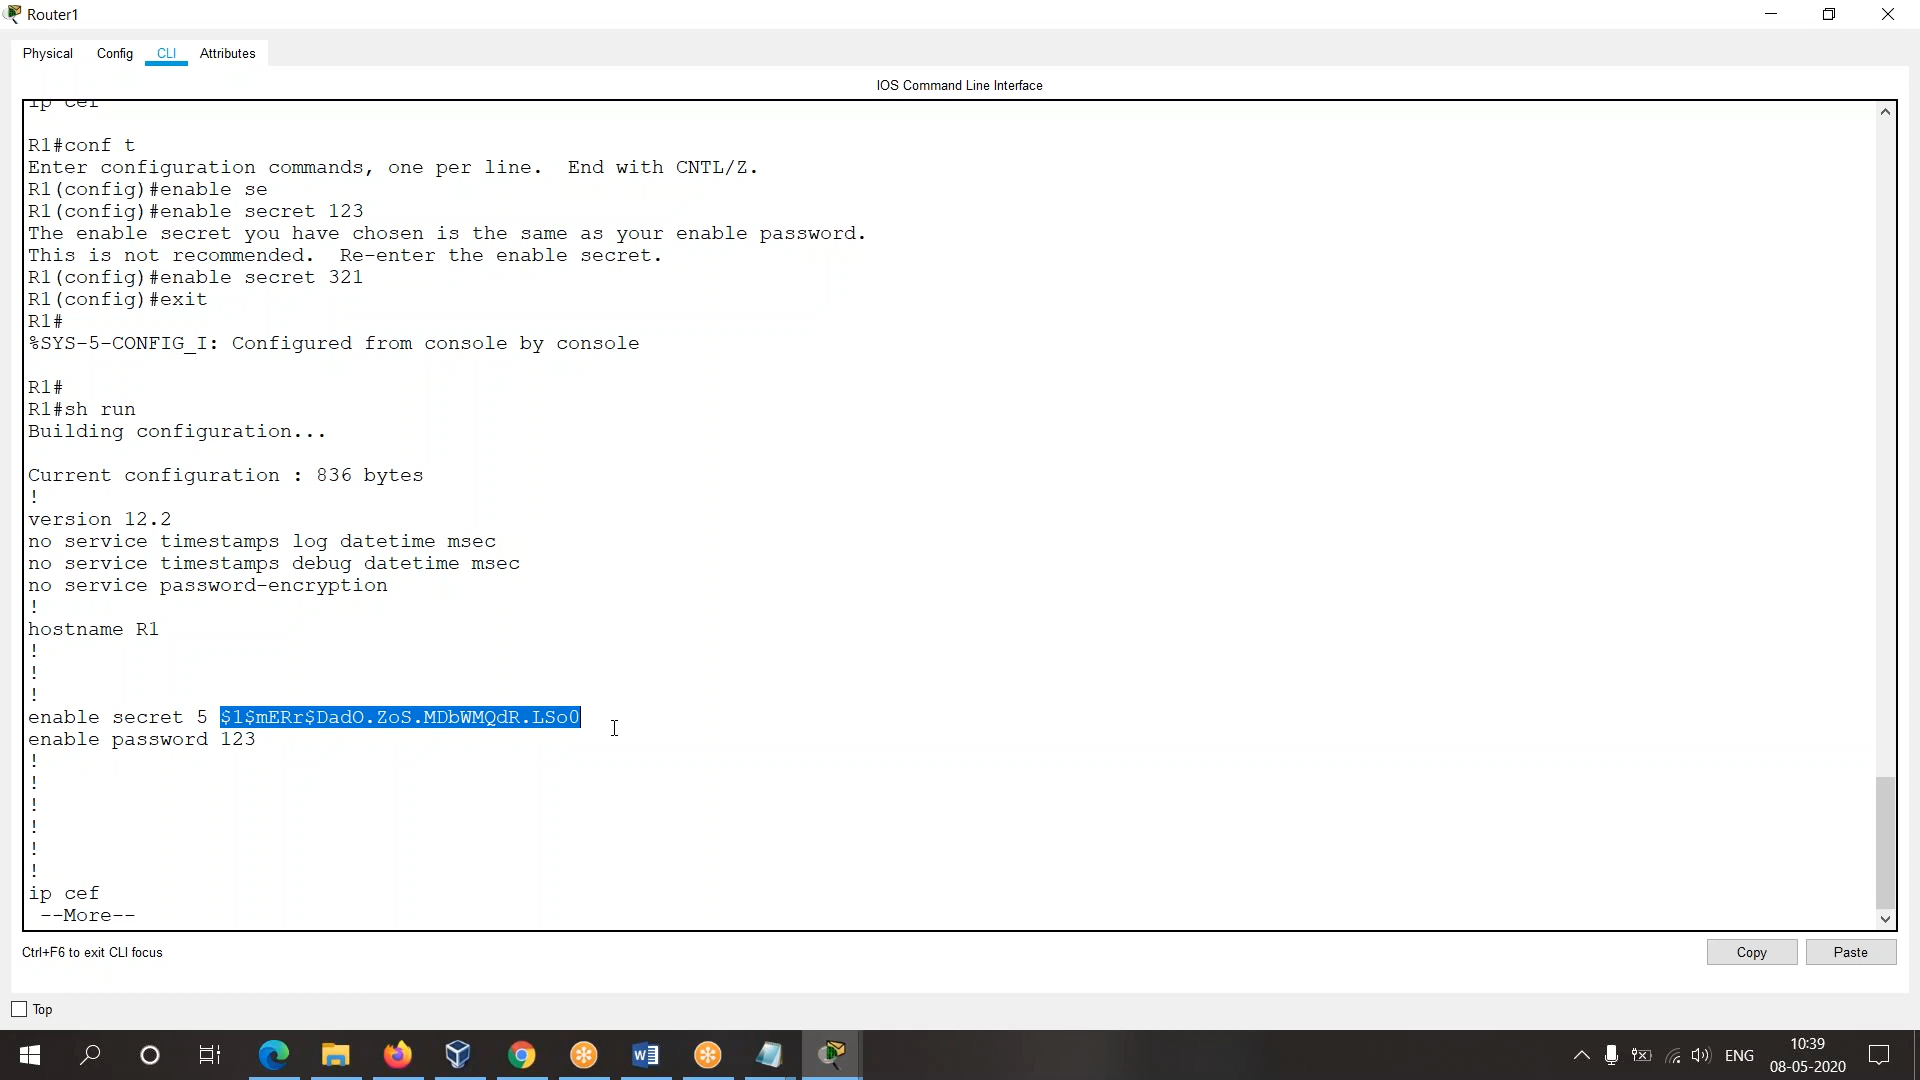 Router1
Physical Config CLI Attributes
IOS Command Line Interface
ip cef
R1#conf t
Enter configuration commands, one per line. End with CNTL/Z.
R1(config)#enable se
R1(config)#enable secret 123
The enable secret you have chosen is the same as your enable password.
This is not recommended. Re-enter the enable secret.
R1(config)#enable secret 321
R1(config)#exit
R1#
%SYS-5-CONFIG_I: Configured from console by console
R1#
R1#sh run
Building configuration...
Current configuration : 836 bytes
!
version 12.2
no service timestamps log datetime msec
no service timestamps debug datetime msec
no service password-encryption
!
hostname R1
!
!
!
enable secret 5 $1$mERr$DadO.ZoS.MDbWMQdR.LSo0
enable password 123
!
!
!
!
!
!
ip cef
--More--
Ctrl+F6 to exit CLI focus
Copy Paste
Top
ENG
10:39
08-05-2020